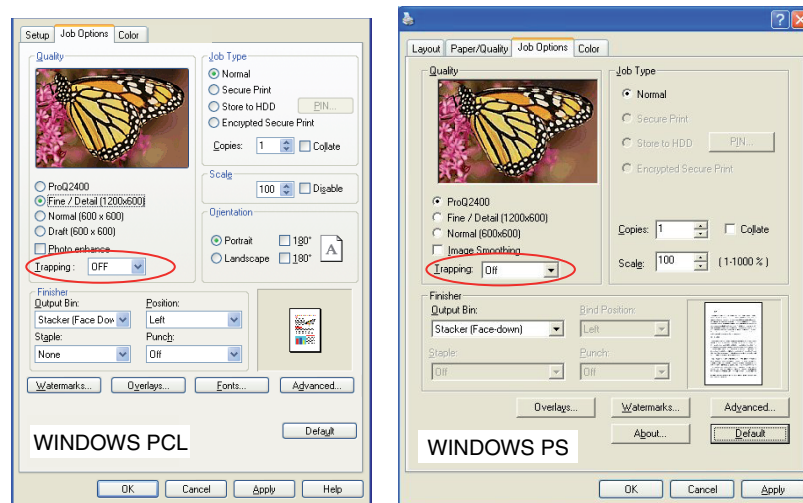 Setup Job Options Color
Quality
ProQ2400
Fine / Detail (1200x600)
Normal (600 x 600)
Draft (600 x 600)
Photo enhance
Trapping : OFF
Job Type
Normal
Secure Print
Store to HDD PIN...
Encrypted Secure Print
Copies: 1 Collate
Scale
100 Disable
Orientation
Portrait 180°
Landscape 180°
A
Finisher
Output Bin: Position:
Stacker (Face Dow Left
Staple: Punch:
None Off
Watermarks... Overlays... Fonts... Advanced...
Default
WINDOWS PCL
OK Cancel Apply Help
Layout Paper/Quality Job Options Color
Quality
ProQ2400
Fine / Detail (1200x600)
Normal (600x600)
Image Smoothing
Trapping: Off
Job Type
Normal
Secure Print
Store to HDD PIN...
Encrypted Secure Print
Copies: 1 Collate
Scale: 100 (1-1000 %)
Finisher
Output Bin: Bind Position:
Stacker (Face-down) Left
Staple: Punch:
Off Off
Overlays... Watermarks... Advanced...
About... Default
WINDOWS PS
OK Cancel Apply